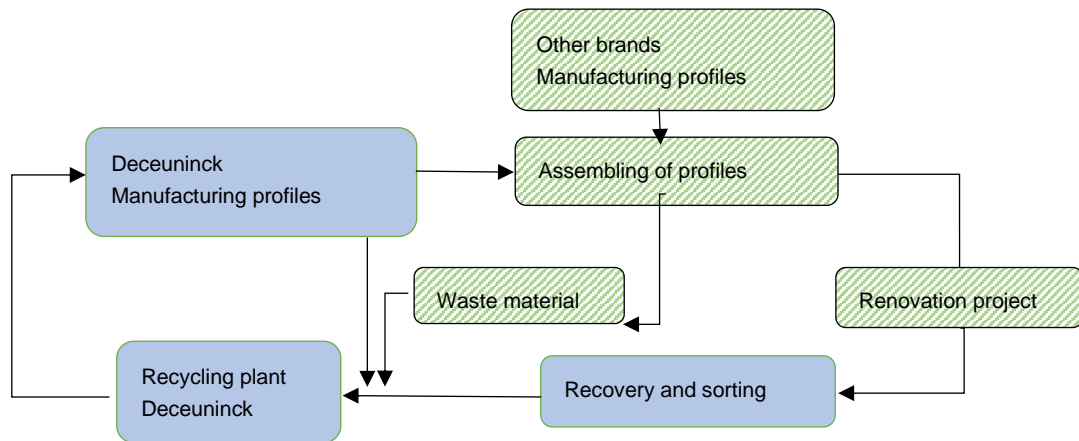 Other brands
Manufacturing profiles
Deceuninck
Manufacturing profiles
Assembling of profiles
Waste material
Renovation project
Recycling plant
Deceuninck
Recovery and sorting